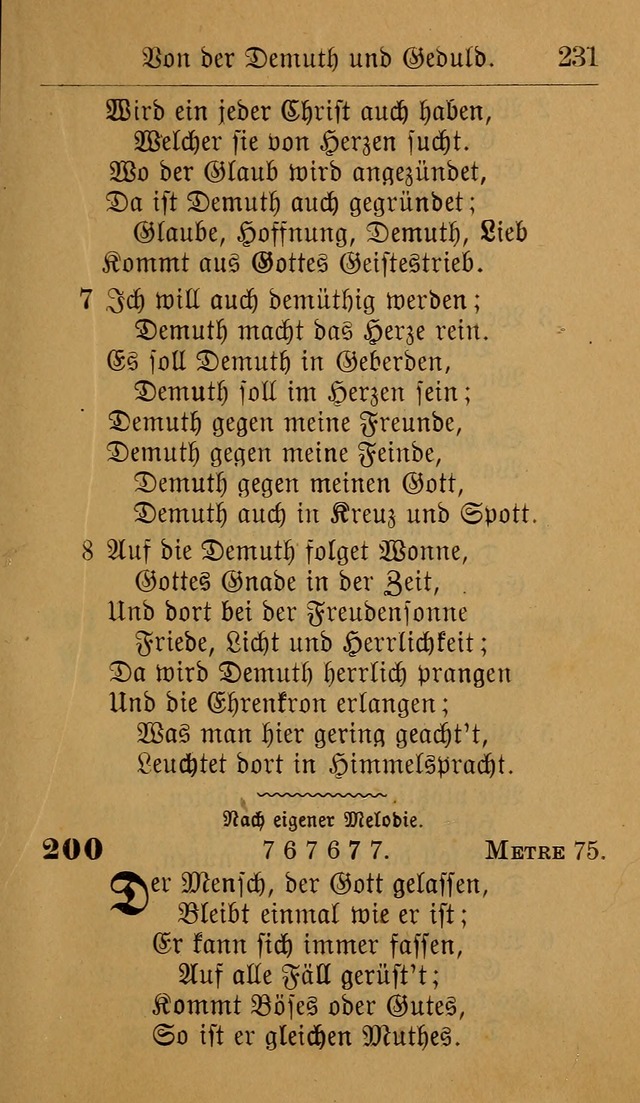 Von der Demuth und Geduld. 231
Wird ein jeder Christ auch haben,
Welcher sie von Herzen sucht.
Wo der Glaub wird angezündet,
Da ist Demuth auch gegründet;
Glaube, Hoffnung, Demuth, Lieb
Kommt aus Gottes Geistestrieb.
7 Ich will auch demüthig werden;
Demuth macht das Herze rein.
Es soll Demuth in Geberden,
Demuth soll im Herzen sein;
Demuth gegen meine Freunde,
Demuth gegen meine Feinde,
Demuth gegen meinen Gott,
Demuth auch in Kreuz und Spott.
8 Auf die Demuth folget Wonne,
Gottes Gnade in der Zeit,
Und dort bei der Freudensonne
Friede, Licht und Herrlichkeit;
Da wird Demuth herrlich prangen
Und die Ehrenkron erlangen;
Was man hier gering geacht't,
Leuchtet dort in Himmelspracht.
Nach eigener Melodie.
200 7 6 7 6 7 7. METRE 75.
Der Mensch, der Gott gelassen,
Bleibt einmal wie er ist;
Er kann sich immer fassen,
Auf alle Fäll gerüst't;
Kommt Böses oder Gutes,
So ist er gleichen Muthes.